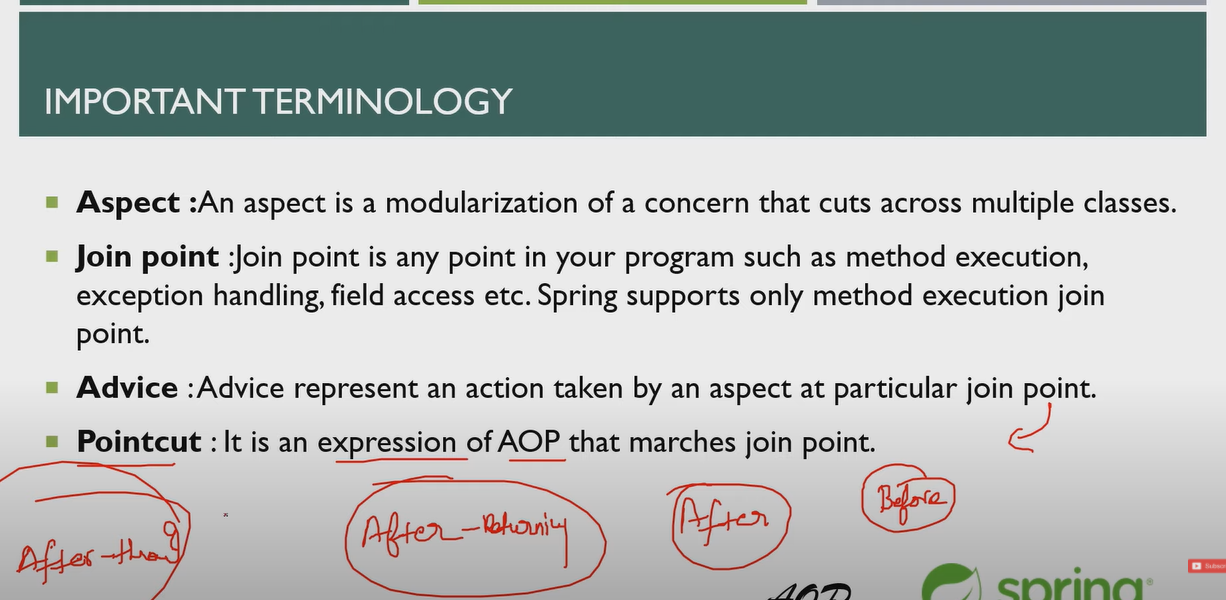 IMPORTANT TERMINOLOGY
Aspect :An aspect is a modularization of a concern that cuts across multiple classes.
Join point :Join point is any point in your program such as method execution,
exception handling, field access etc. Spring supports only method execution join
point.
Advice :Advice represent an action taken by an aspect at particular join point.
Pointcut : It is an expression of AOP that marches join point.
Before
After
After-Returning
After-throwing
AOP
spring